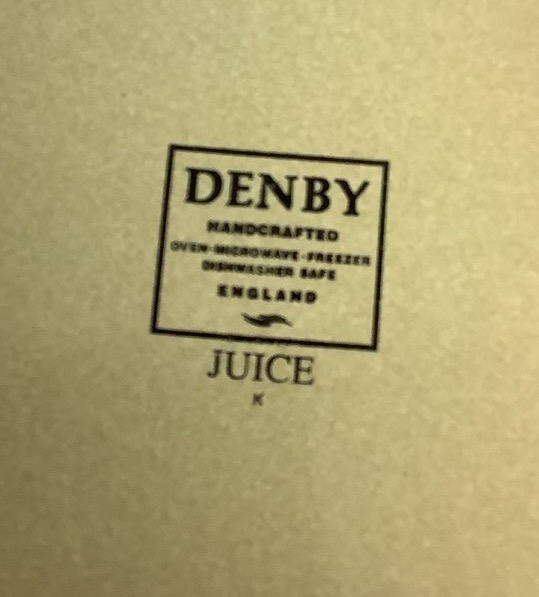 DENBY
HANDCRAFTED
OVEN-MICROWAVE-FREEZER
DISHWASHER SAFE
ENGLAND
JUICE
K